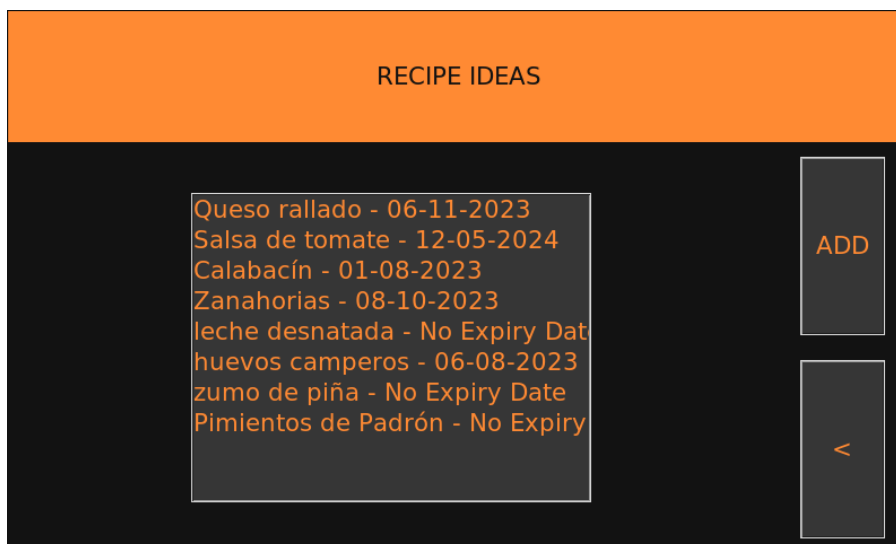 RECIPE IDEAS
Queso rallado - 06-11-2023
Salsa de tomate - 12-05-2024
Calabacín - 01-08-2023
Zanahorias - 08-10-2023
leche desnatada - No Expiry Date
huevos camperos - 06-08-2023
zumo de piña - No Expiry Date
Pimientos de Padrón - No Expiry
ADD
<